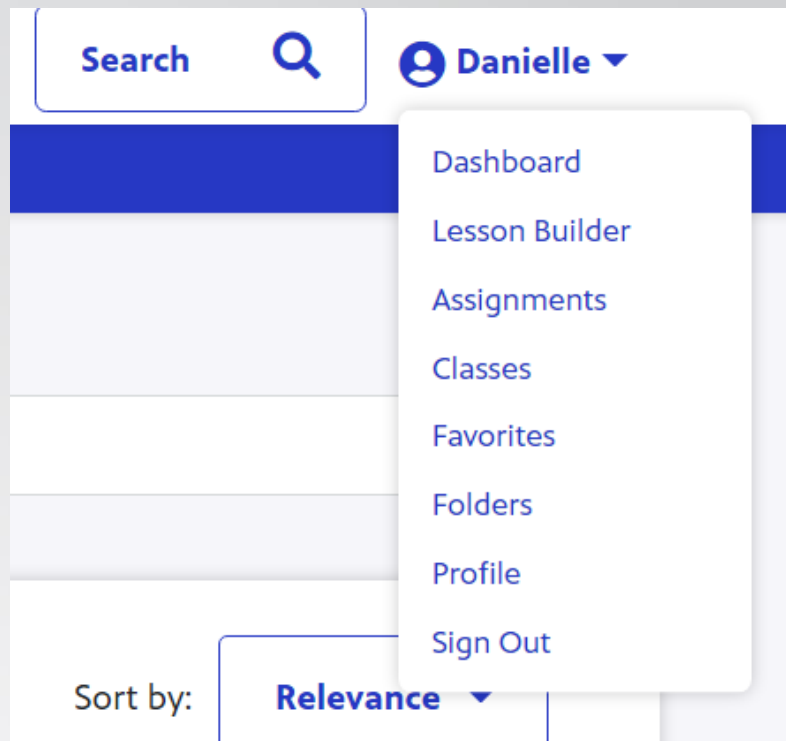 Search
Danielle
Dashboard
Lesson Builder
Assignments
Classes
Favorites
Folders
Profile
Sign Out
Sort by: Relevance